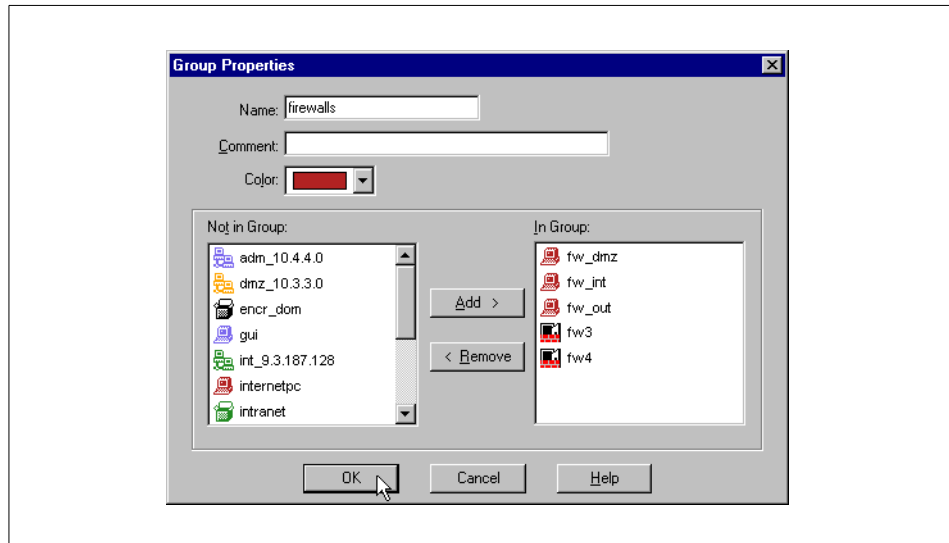 Group Properties
Name: firewalls
Comment:
Color:
Not in Group:
adm_10.4.4.0
dmz_10.3.3.0
encr_dom
gui
int_9.3.187.128
internetpc
intranet
Add >
< Remove
In Group:
fw_dmz
fw_int
fw_out
fw3
fw4
OK
Cancel
Help